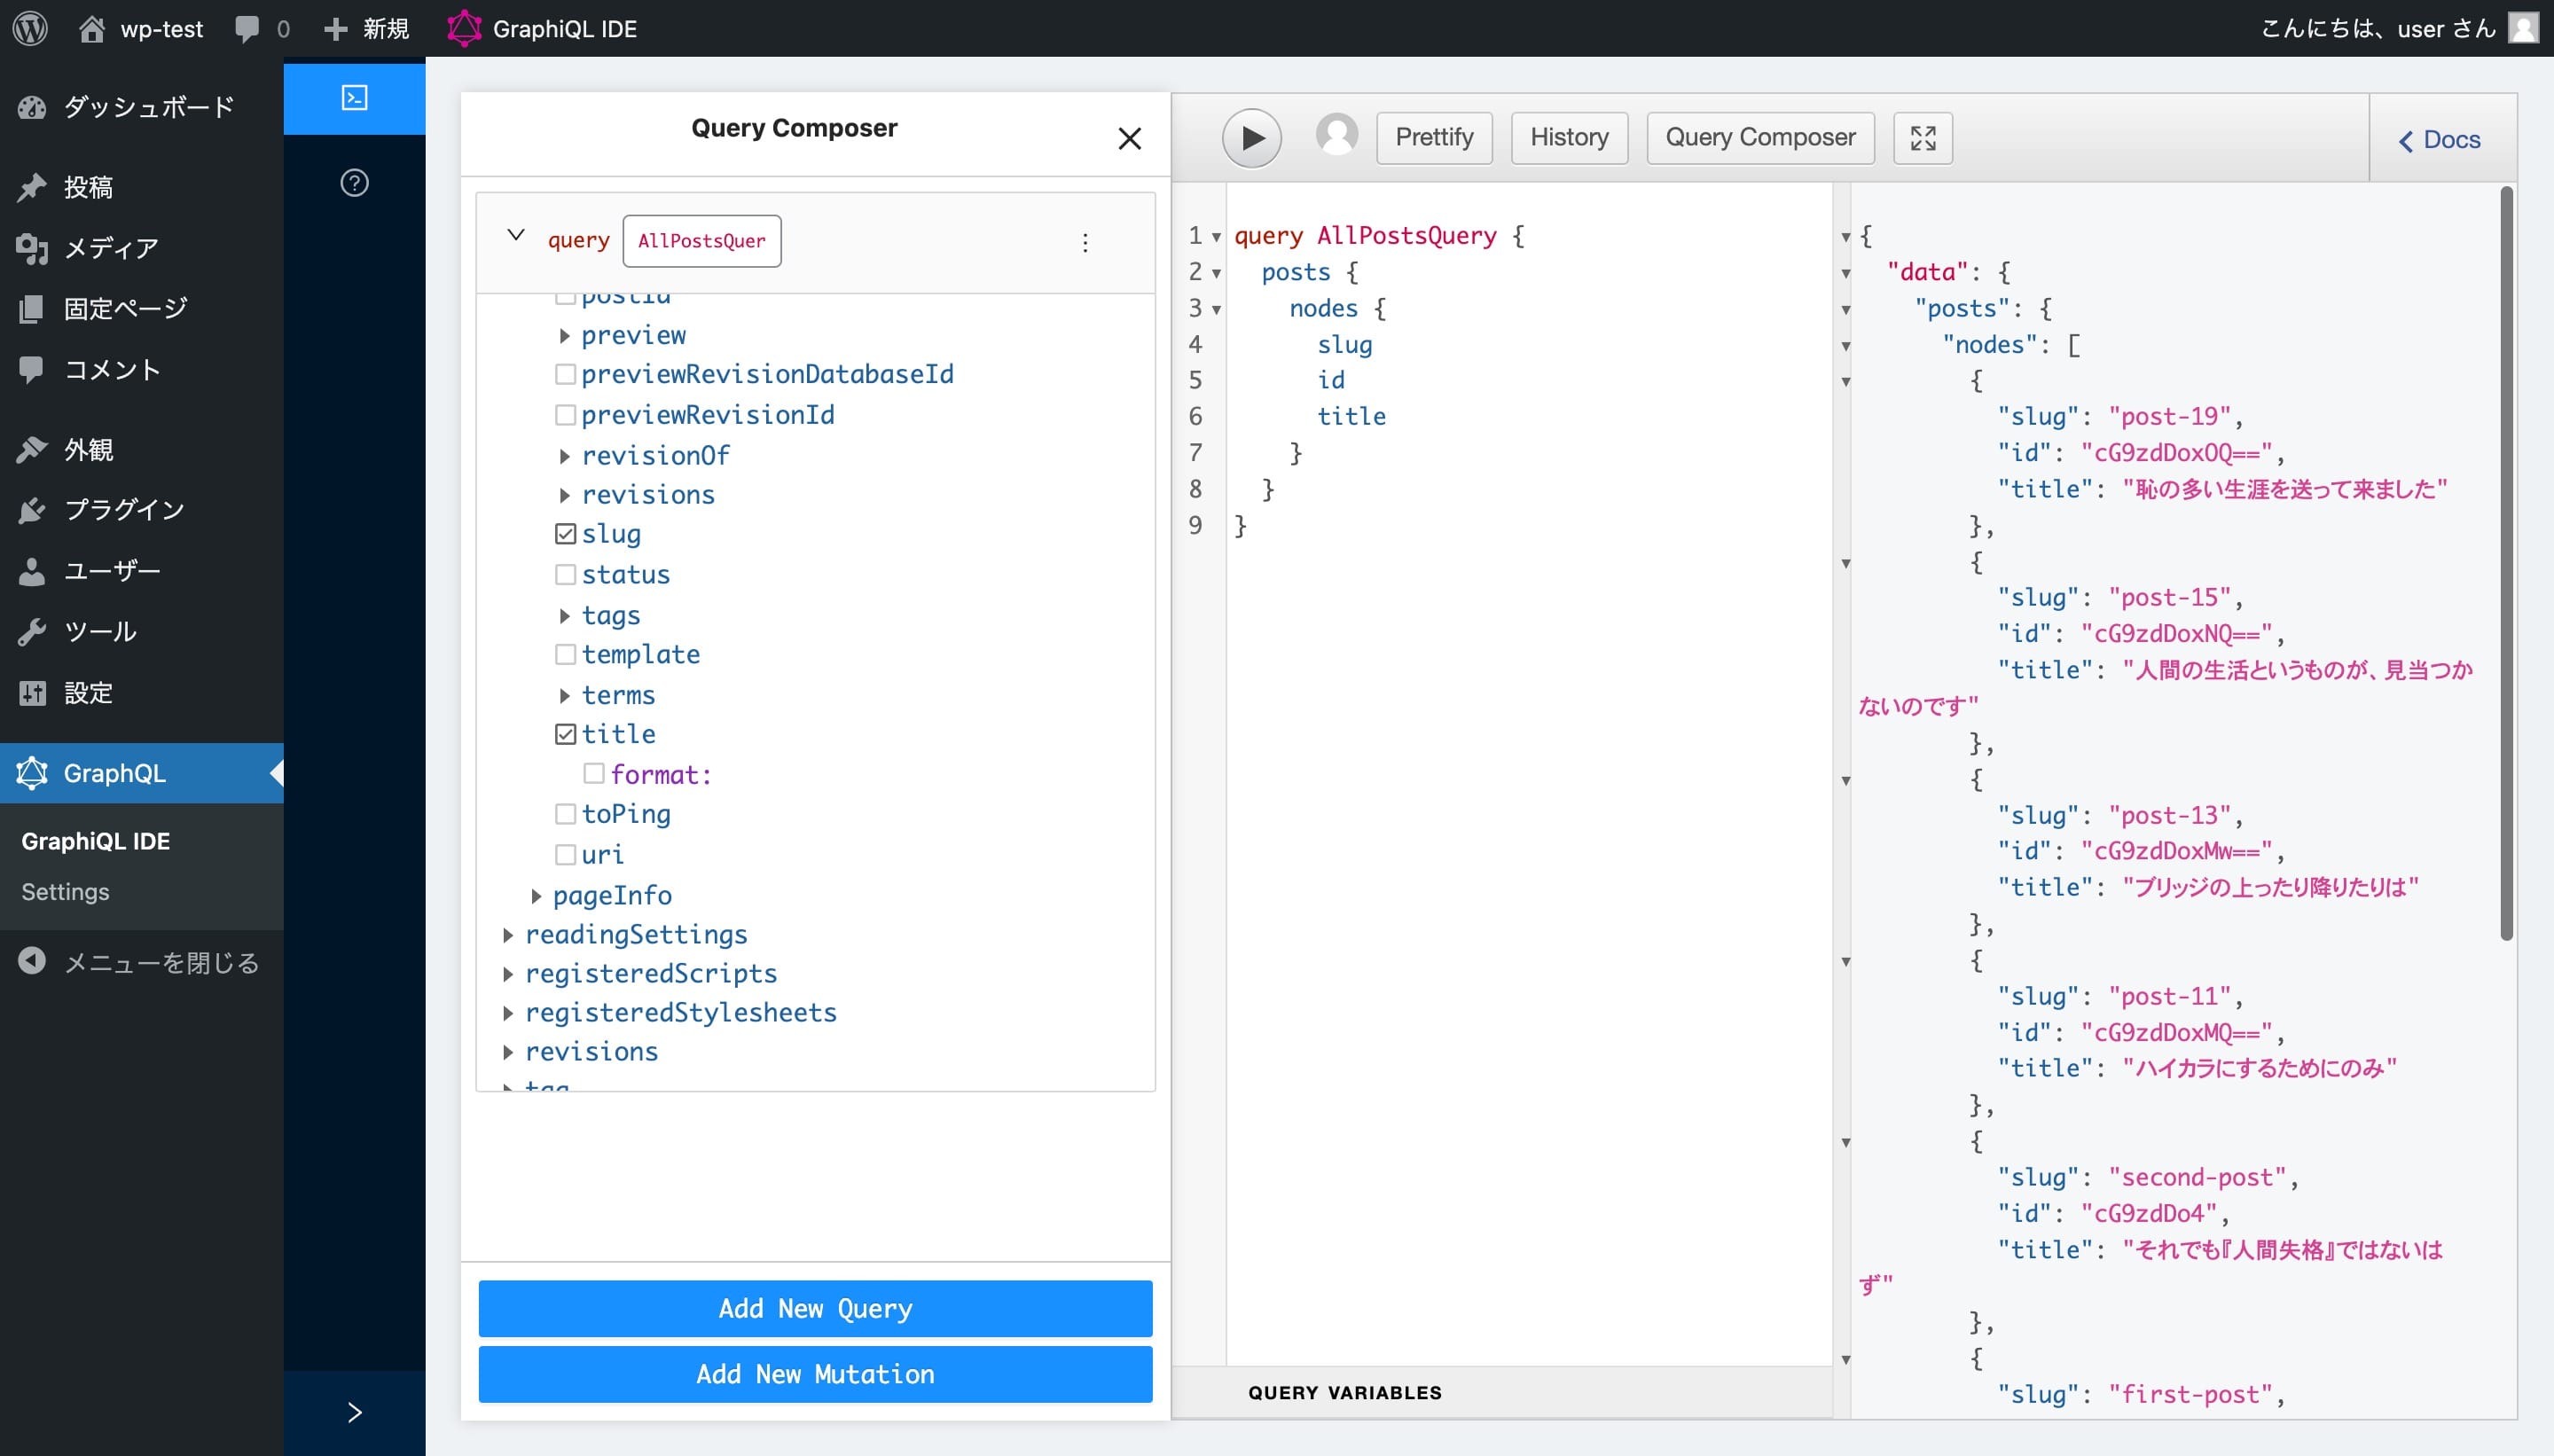 wp-test 0 新規 GraphiQL IDE
こんにちは、user さん
ダッシュボード
投稿
メディア
固定ページ
コメント
外観
プラグイン
ユーザー
ツール
設定
GraphQL
GraphiQL IDE
Settings
メニューを閉じる
Query Composer
query AllPostsQuer
postId
preview
previewRevisionDatabaseId
previewRevisionId
revisionOf
revisions
slug
status
tags
template
terms
title
format:
toPing
uri
pageInfo
readingSettings
registeredScripts
registeredStylesheets
revisions
tag
Add New Query
Add New Mutation
Prettify History Query Composer
Docs
1 query AllPostsQuery {
2 posts {
3 nodes {
4 slug
5 id
6 title
7 }
8 }
9 }
QUERY VARIABLES
{
"data": {
"posts": {
"nodes": [
{
"slug": "post-19",
"id": "cG9zdDoxOQ==",
"title": "恥の多い生涯を送って来ました"
},
{
"slug": "post-15",
"id": "cG9zdDoxNQ==",
"title": "人間の生活というものが、見当つか
ないのです"
},
{
"slug": "post-13",
"id": "cG9zdDoxMw==",
"title": "ブリッジの上ったり降りたりは"
},
{
"slug": "post-11",
"id": "cG9zdDoxMQ==",
"title": "ハイカラにするためにのみ"
},
{
"slug": "second-post",
"id": "cG9zdDo4",
"title": "それでも『人間失格』ではないは
ず"
},
{
"slug": "first-post",